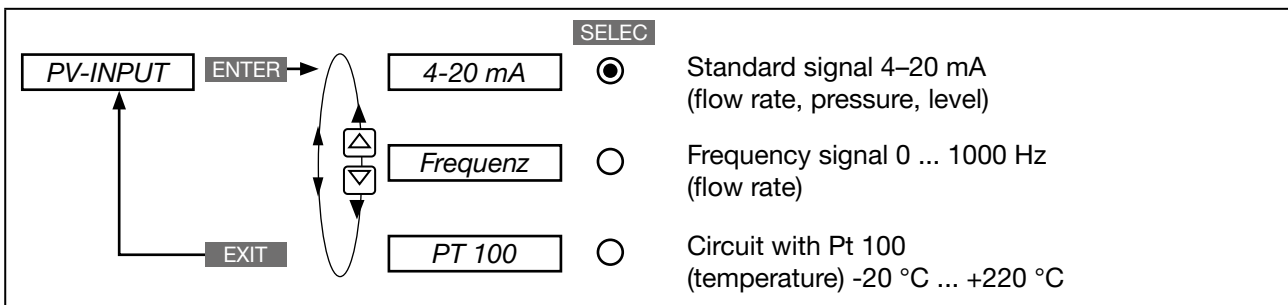 SELEC
PV-INPUT ENTER 4-20 mA Standard signal 4–20 mA
(flow rate, pressure, level)
Frequenz Frequency signal 0 ... 1000 Hz
(flow rate)
EXIT PT 100 Circuit with Pt 100
(temperature) -20 °C ... +220 °C